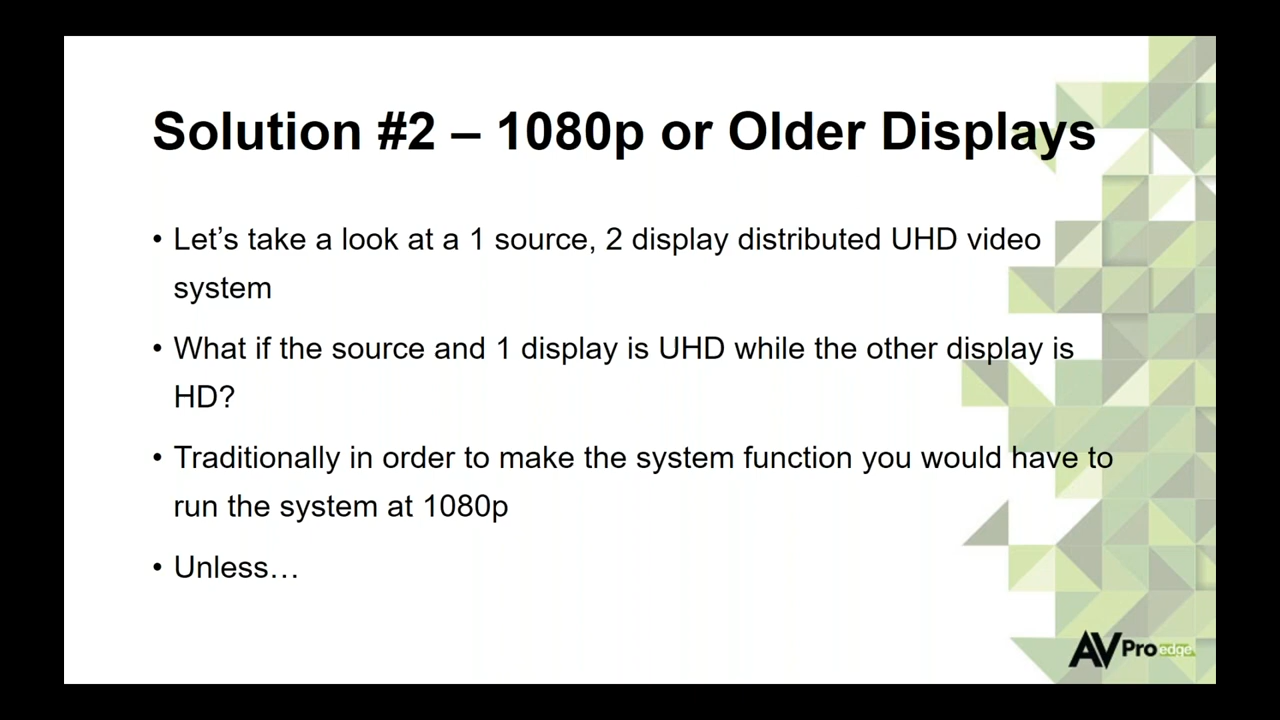 Solution #2 – 1080p or Older Displays
• Let’s take a look at a 1 source, 2 display distributed UHD video
system
• What if the source and 1 display is UHD while the other display is
HD?
• Traditionally in order to make the system function you would have to
run the system at 1080p
• Unless…
AVPro edge